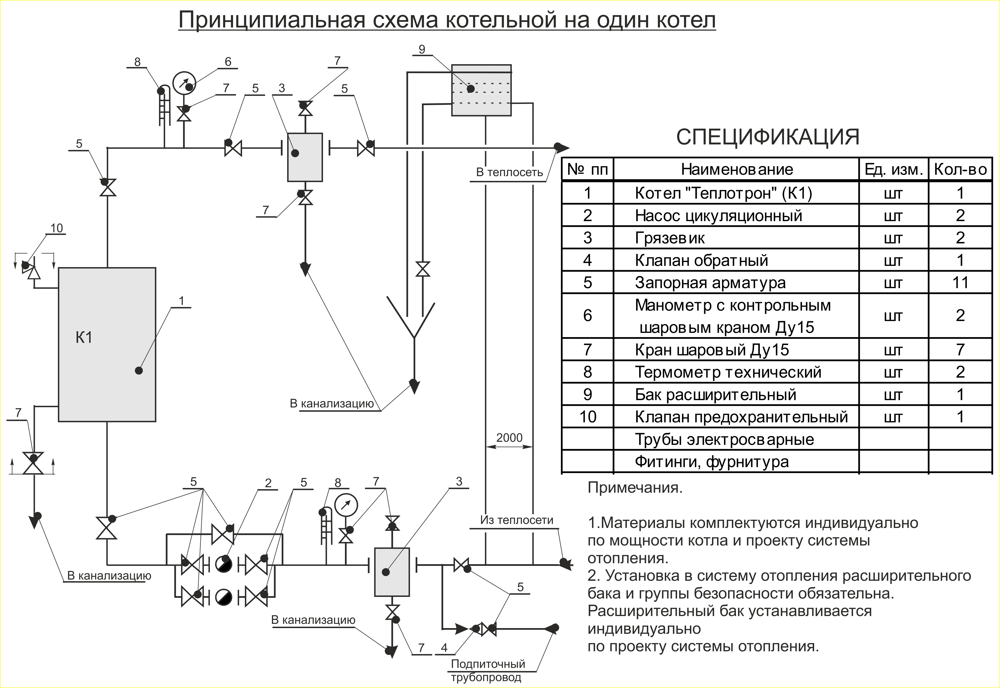 Принципиальная схема котельной на один котел
9
8
6
7
7
5
3
5
5
В теплосеть
7
10
1
К1
В канализацию
7
2000
5
2
5
8
7
3
Из теплосети
В канализацию
5
В канализацию
7
4
Подпиточный
трубопровод
СПЕЦИФИКАЦИЯ
№ пп Наименование Ед. изм. Кол-во
1 Котел "Теплотрон" (К1) шт 1
2 Насос цикуляционный шт 2
3 Грязевик шт 2
4 Клапан обратный шт 1
5 Запорная арматура шт 11
6 Манометр с контрольным шт 2
шаровым краном Ду15
7 Кран шаровый Ду15 шт 7
8 Термометр технический шт 2
9 Бак расширительный шт 1
10 Клапан предохранительный шт 1
Трубы электросварные
Фитинги, фурнитура
Примечания.
1.Материалы комплектуются индивидуально
по мощности котла и проекту системы
отопления.
2. Установка в систему отопления расширительного
бака и группы безопасности обязательна.
Расширительный бак устанавливается
индивидуально
по проекту системы отопления.